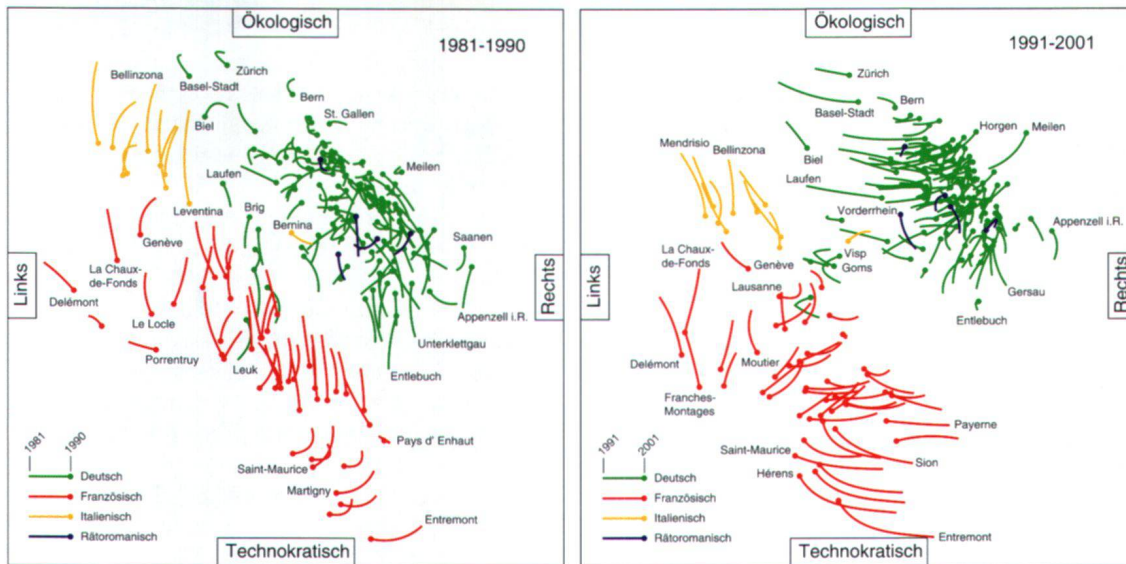 Ökologisch
1981-1990
Bellinzona
Zürich
Basel-Stadt
Bern
St. Gallen
Biel
Meilen
Laufen
Leventina
Brig
Bernina
Genève
Saanen
La Chaux-
de-Fonds
Links
Rechts
Delémont
Le Locle
Appenzell i.R.
Porrentruy
Unterklettgau
Leuk
Entlebuch
Pays d' Enhaut
Saint-Maurice
Martigny
Entremont
1981
1990
Deutsch
Französisch
Italienisch
Rätoromanisch
Technokratisch
Ökologisch
1991-2001
Zürich
Basel-Stadt
Bern
Horgen
Meilen
Mendrisio
Bellinzona
Biel
Laufen
Vorderrhein
Appenzell i.R.
La Chaux-
de-Fonds
Genève
Visp
Goms
Links
Rechts
Lausanne
Gersau
Entlebuch
Delémont
Moutier
Franches-
Montages
Payerne
Saint-Maurice
Sion
Hérens
Entremont
1991
2001
Deutsch
Französisch
Italienisch
Rätoromanisch
Technokratisch